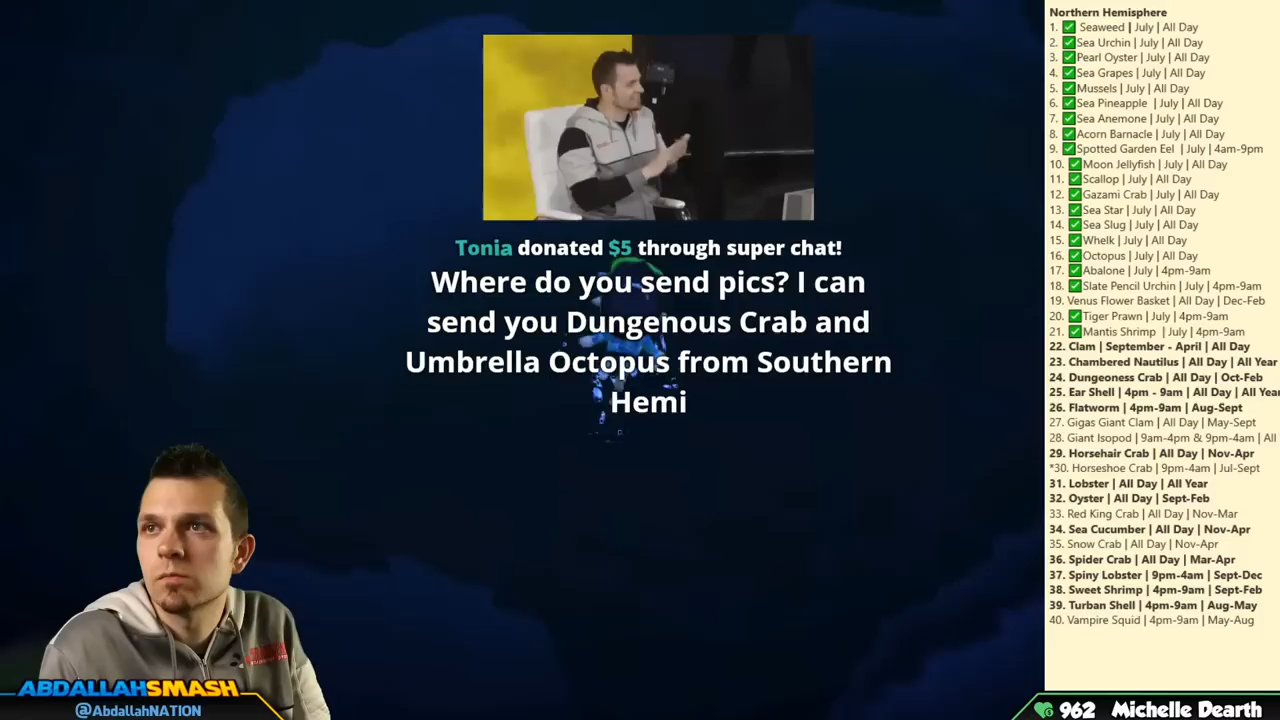 Tonia donated $5 through super chat!
Where do you send pics? I can
send you Dungenous Crab and
Umbrella Octopus from Southern
Hemi
Northern Hemisphere
1. ✅ Seaweed | July | All Day
2. ✅ Sea Urchin | July | All Day
3. ✅ Pearl Oyster | July | All Day
4. ✅ Sea Grapes | July | All Day
5. ✅ Mussels | July | All Day
6. ✅ Sea Pineapple | July | All Day
7. ✅ Sea Anemone | July | All Day
8. ✅ Acorn Barnacle | July | All Day
9. ✅ Spotted Garden Eel | July | 4am-9pm
10. ✅ Moon Jellyfish | July | All Day
11. ✅ Scallop | July | All Day
12. ✅ Gazami Crab | July | All Day
13. ✅ Sea Star | July | All Day
14. ✅ Sea Slug | July | All Day
15. ✅ Whelk | July | All Day
16. ✅ Octopus | July | All Day
17. ✅ Abalone | July | 4pm-9am
18. ✅ Slate Pencil Urchin | July | 4pm-9am
19. Venus Flower Basket | All Day | Dec-Feb
20. ✅ Tiger Prawn | July | 4pm-9am
21. ✅ Mantis Shrimp | July | 4pm-9am
22. Clam | September - April | All Day
23. Chambered Nautilus | All Day | All Year
24. Dungeoness Crab | All Day | Oct-Feb
25. Ear Shell | 4pm - 9am | All Day | All Year
26. Flatworm | 4pm-9am | Aug-Sept
27. Gigas Giant Clam | All Day | May-Sept
28. Giant Isopod | 9am-4pm & 9pm-4am | All
29. Horsehair Crab | All Day | Nov-Apr
*30. Horseshoe Crab | 9pm-4am | Jul-Sept
31. Lobster | All Day | All Year
32. Oyster | All Day | Sept-Feb
33. Red King Crab | All Day | Nov-Mar
34. Sea Cucumber | All Day | Nov-Apr
35. Snow Crab | All Day | Nov-Apr
36. Spider Crab | All Day | Mar-Apr
37. Spiny Lobster | 9pm-4am | Sept-Dec
38. Sweet Shrimp | 4pm-9am | Sept-Feb
39. Turban Shell | 4pm-9am | Aug-May
40. Vampire Squid | 4pm-9am | May-Aug
ABDALLAHSMASH
@AbdallahNATION
962 Michelle Dearth